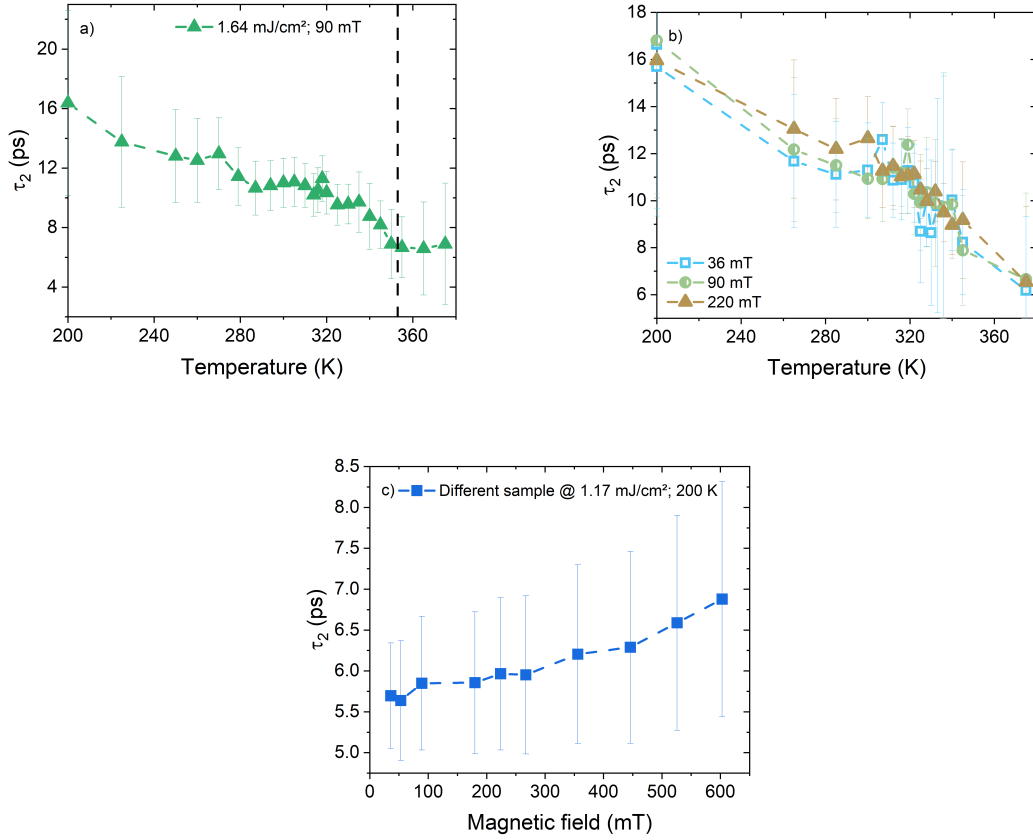 a)
1.64 mJ/cm²; 90 mT
22
18
16
12
8
4
τ2 (ps)
200 240 280 320 360
Temperature (K)
b)
18
16
14
12
10
8
6
τ2 (ps)
36 mT
90 mT
220 mT
200 240 280 320 360
Temperature (K)
c)
Different sample @ 1.17 mJ/cm²; 200 K
8.5
8.0
7.5
7.0
6.5
6.0
5.5
5.0
τ2 (ps)
0 100 200 300 400 500 600
Magnetic field (mT)